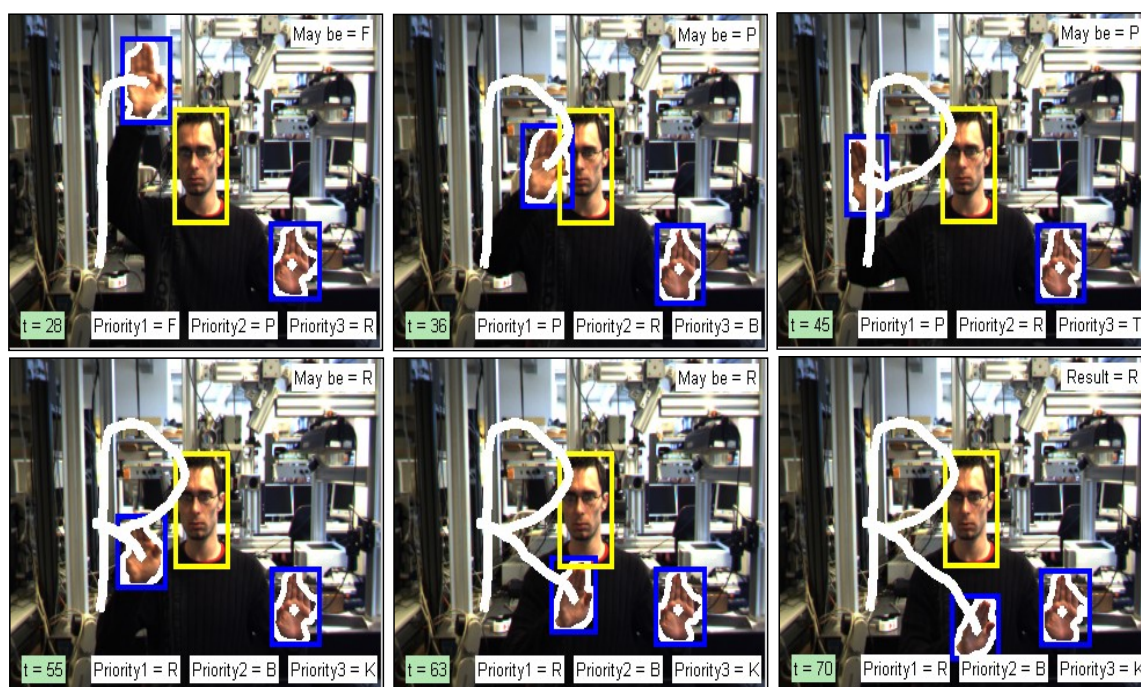 May be = F
t = 28 Priority1 = F Priority2 = P Priority3 = R
May be = P
t = 36 Priority1 = P Priority2 = R Priority3 = B
May be = P
t = 45 Priority1 = P Priority2 = R Priority3 = T
May be = R
t = 55 Priority1 = R Priority2 = B Priority3 = K
May be = R
t = 63 Priority1 = R Priority2 = B Priority3 = K
Result = R
t = 70 Priority1 = R Priority2 = B Priority3 = K